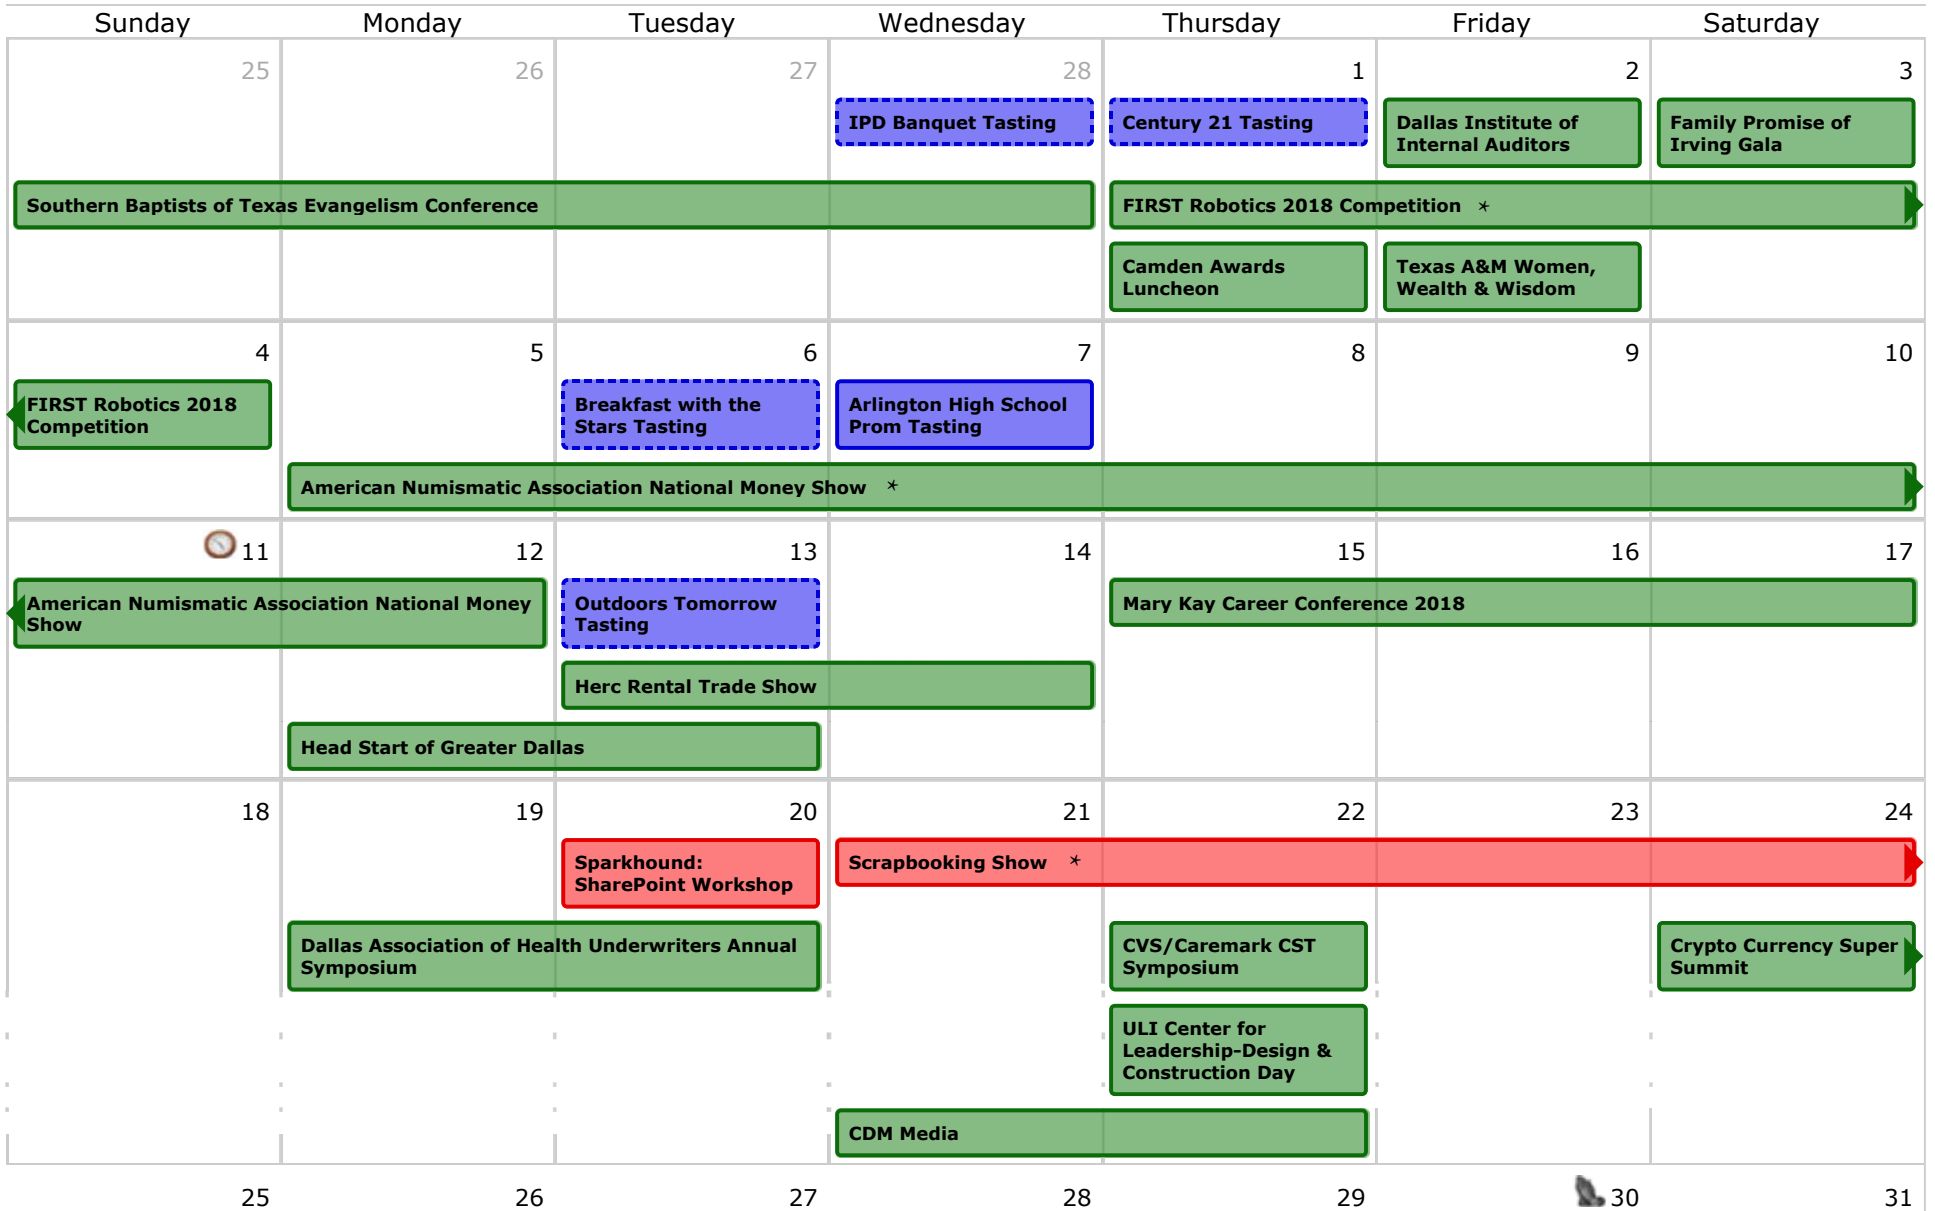 Sunday Monday Tuesday Wednesday Thursday Friday Saturday
25 26 27 28 1 2 3
IPD Banquet Tasting
Century 21 Tasting
Dallas Institute of
Internal Auditors
Family Promise of
Irving Gala
Southern Baptists of Texas Evangelism Conference
FIRST Robotics 2018 Competition *
Camden Awards
Luncheon
Texas A&M Women,
Wealth & Wisdom
4 5 6 7 8 9 10
FIRST Robotics 2018
Competition
Breakfast with the
Stars Tasting
Arlington High School
Prom Tasting
American Numismatic Association National Money Show *
11 12 13 14 15 16 17
American Numismatic Association National Money
Show
Outdoors Tomorrow
Tasting
Mary Kay Career Conference 2018
Herc Rental Trade Show
Head Start of Greater Dallas
18 19 20 21 22 23 24
Sparkhound:
SharePoint Workshop
Scrapbooking Show *
Dallas Association of Health Underwriters Annual
Symposium
CVS/Caremark CST
Symposium
Crypto Currency Super
Summit
ULI Center for
Leadership-Design &
Construction Day
CDM Media
25 26 27 28 29 30 31